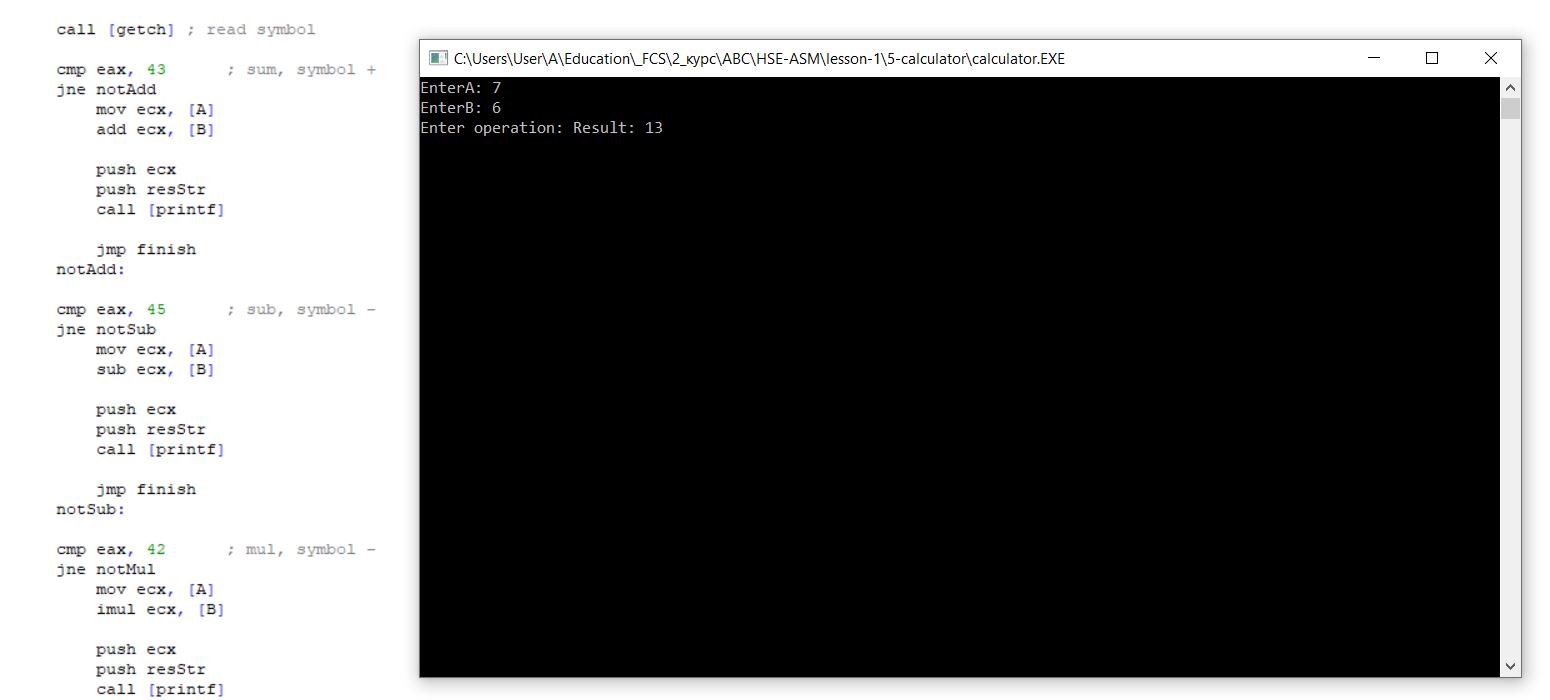 call [getch] ; read symbol
cmp eax, 43      ; sum, symbol +
jne notAdd
    mov ecx, [A]
    add ecx, [B]
    push ecx
    push resStr
    call [printf]
    jmp finish
notAdd:
cmp eax, 45      ; sub, symbol -
jne notSub
    mov ecx, [A]
    sub ecx, [B]
    push ecx
    push resStr
    call [printf]
    jmp finish
notSub:
cmp eax, 42      ; mul, symbol -
jne notMul
    mov ecx, [A]
    imul ecx, [B]
    push ecx
    push resStr
    call [printf]
C:\Users\User\A\Education\_FCS\2_курс\ABC\HSE-ASM\lesson-1\5-calculator\calculator.EXE
EnterA: 7
EnterB: 6
Enter operation: Result: 13